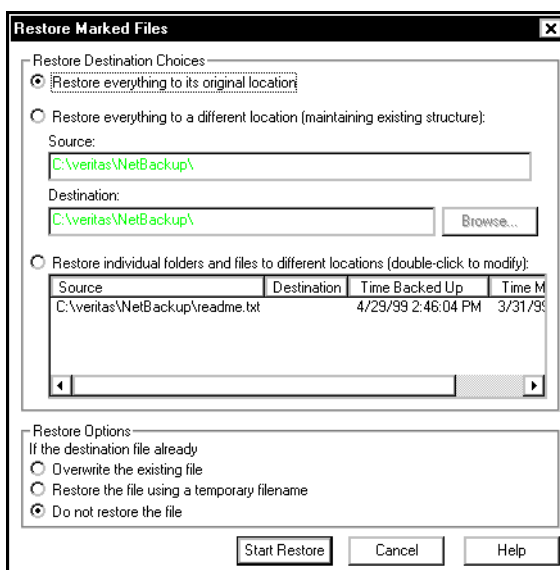 Restore Marked Files
Restore Destination Choices
Restore everything to its original location
Restore everything to a different location (maintaining existing structure):
Source:
C:\veritas\NetBackup\
Destination:
C:\veritas\NetBackup\
Browse...
Restore individual folders and files to different locations (double-click to modify):
Source Destination Time Backed Up Time M
C:\veritas\NetBackup\readme.txt 4/29/99 2:46:04 PM 3/31/99
Restore Options
If the destination file already
Overwrite the existing file
Restore the file using a temporary filename
Do not restore the file
Start Restore Cancel Help